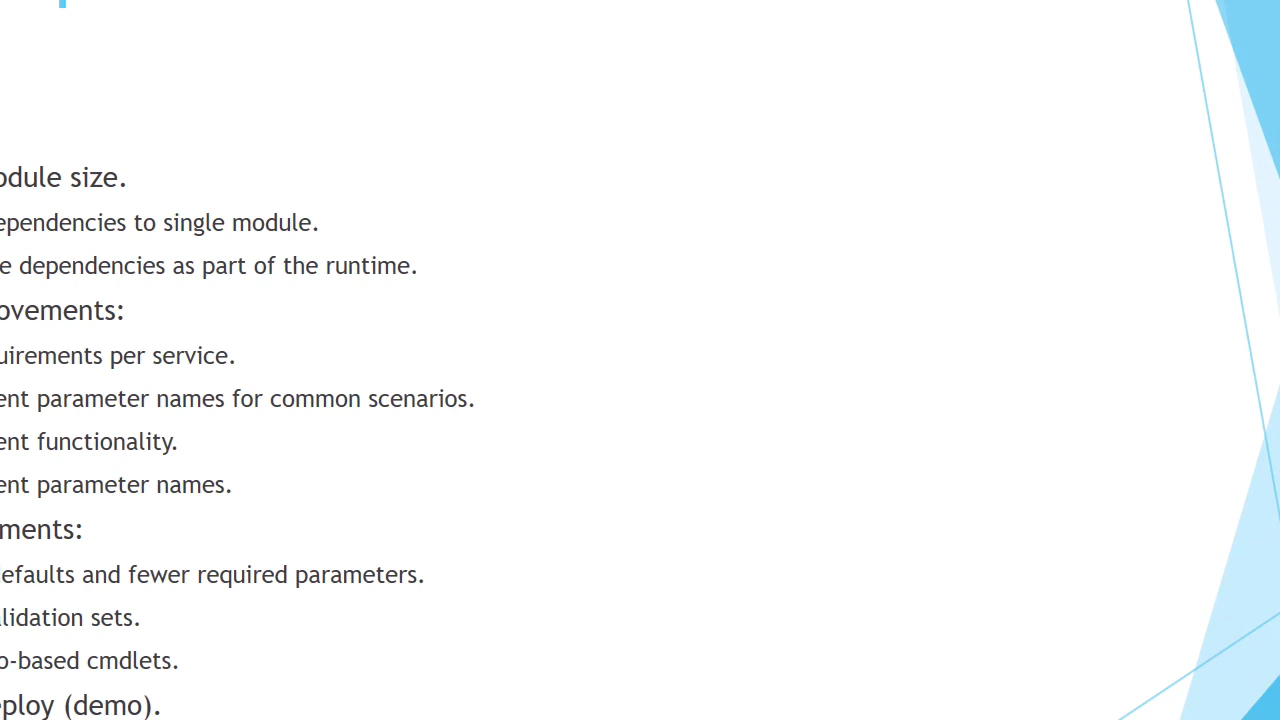 odule size.
ependencies to single module.
e dependencies as part of the runtime.
ovements:
uirements per service.
ent parameter names for common scenarios.
ent functionality.
ent parameter names.
ments:
efaults and fewer required parameters.
lidation sets.
o-based cmdlets.
eploy (demo).